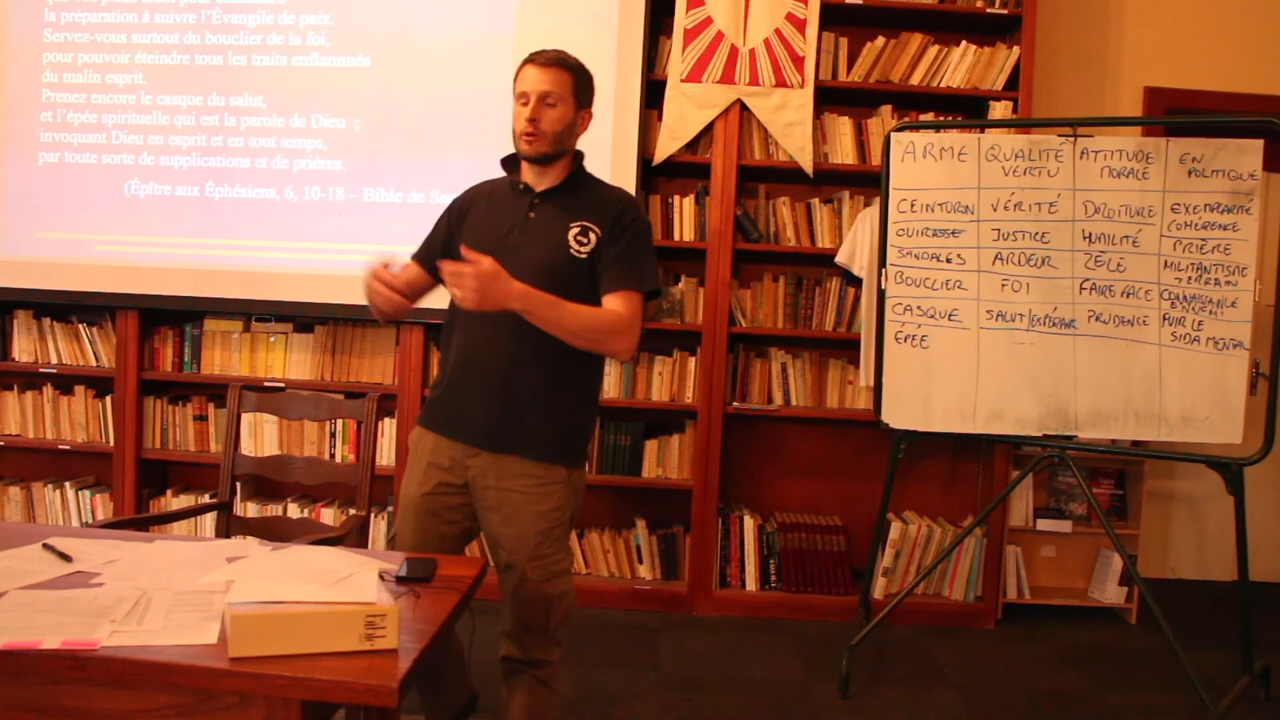 la préparation à suivre l'Évangile de paix.
Servez-vous surtout du bouclier de la foi,
pour pouvoir éteindre tous les traits enflammés
du malin esprit.
Prenez encore le casque du salut,
et l'épée spirituelle qui est la parole de Dieu ;
invoquant Dieu en esprit et en tout temps,
par toute sorte de supplications et de prières.
(Épître aux Éphésiens, 6, 10-18 – Bible de
ARME QUALITÉ VERTU ATTITUDE MORALE EN POLITIQUE
CEINTURON VÉRITÉ DROITURE EXEMPLARITÉ COHÉRENCE
CUIRASSE JUSTICE HUMILITÉ PRIÈRE
SANDALES ARDEUR ZÈLE MILITANTISME TERRAIN
BOUCLIER FOI FAIRE FACE CONNAISSANCE ENNEMI
CASQUE SALUT/ESPÉRANCE PRUDENCE FUIR LE SIDA MENTAL
ÉPÉE
Bible